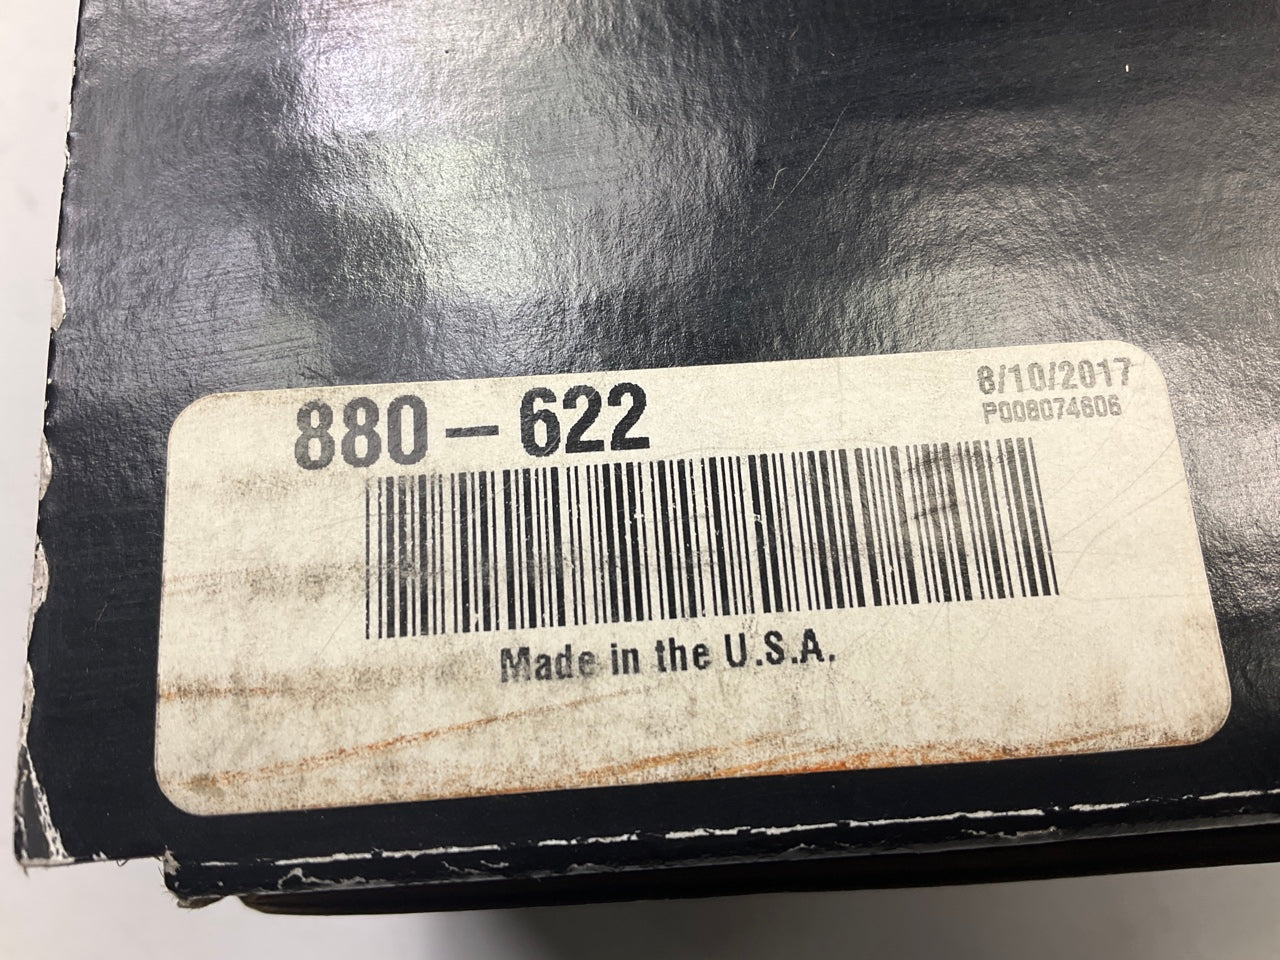 880-622
8/10/2017
P008074606
Made in the U.S.A.